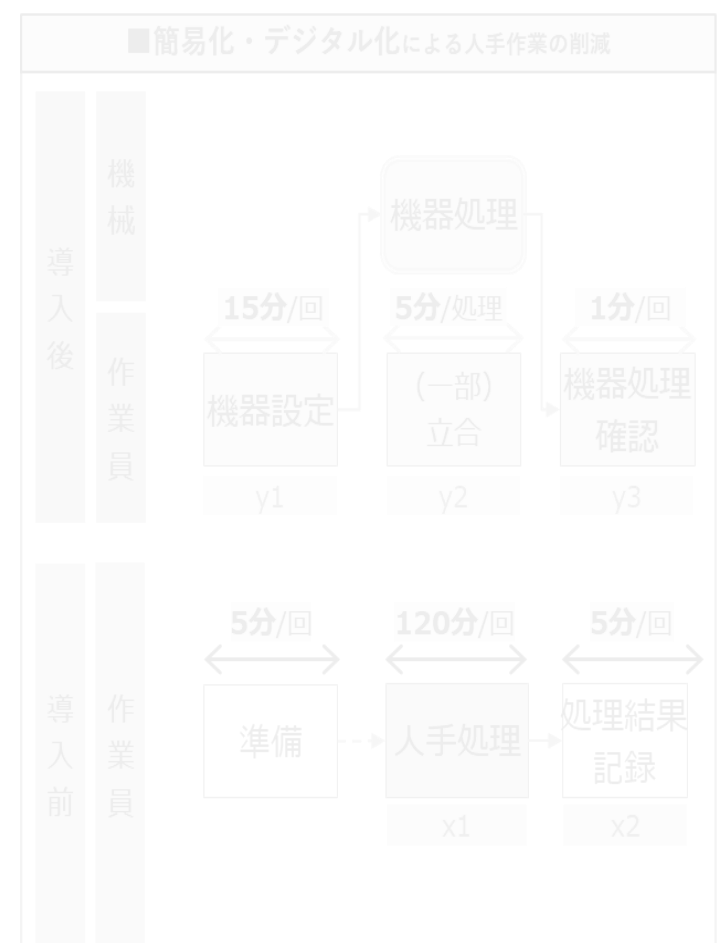 ■簡易化・デジタル化による人手作業の削減
導入後
機械
作業員
機器処理
15分/回
5分/処理
1分/回
機器設定
（一部）
立合
機器処理
確認
y1
y2
y3
導入前
作業員
5分/回
120分/回
5分/回
準備
人手処理
処理結果
記録
x1
x2